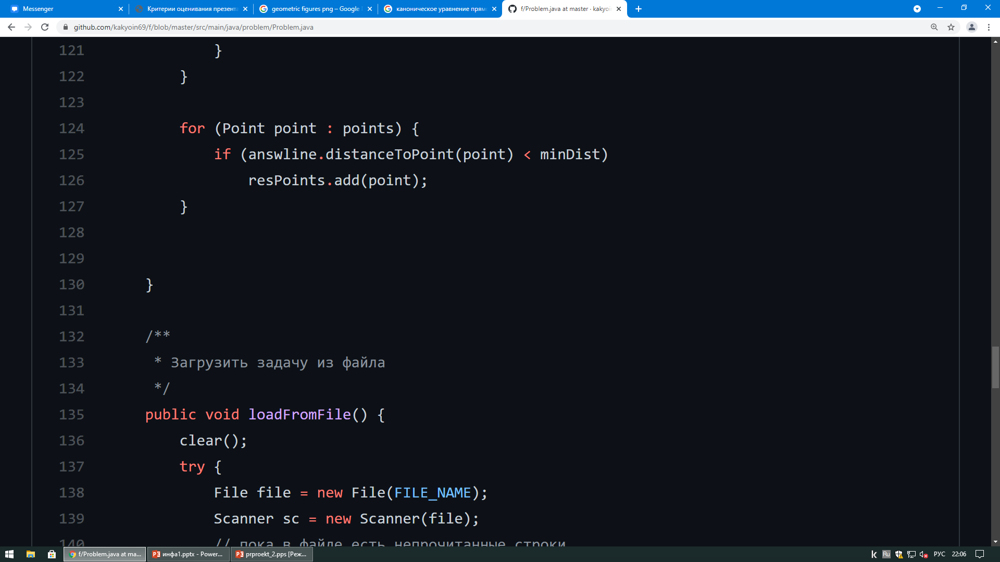 Messenger
Критерии оценивания презента
geometric figures png – Google
каноническое уравнение прям
f/Problem.java at master · kakyoi
github.com/kakyoin69/f/blob/master/src/main/java/problem/Problem.java
121 }
122 }
123
124 for (Point point : points) {
125 if (answline.distanceToPoint(point) < minDist)
126 resPoints.add(point);
127 }
128
129
130 }
131
132 /**
133 * Загрузить задачу из файла
134 */
135 public void loadFromFile() {
136 clear();
137 try {
138 File file = new File(FILE_NAME);
139 Scanner sc = new Scanner(file);
140 // пока в файле есть непрочитанные строки
f/Problem.java at ma...
инфа1.pptx - Power...
prproekt_2.pps [Реж...
Ru
РУС
22:06